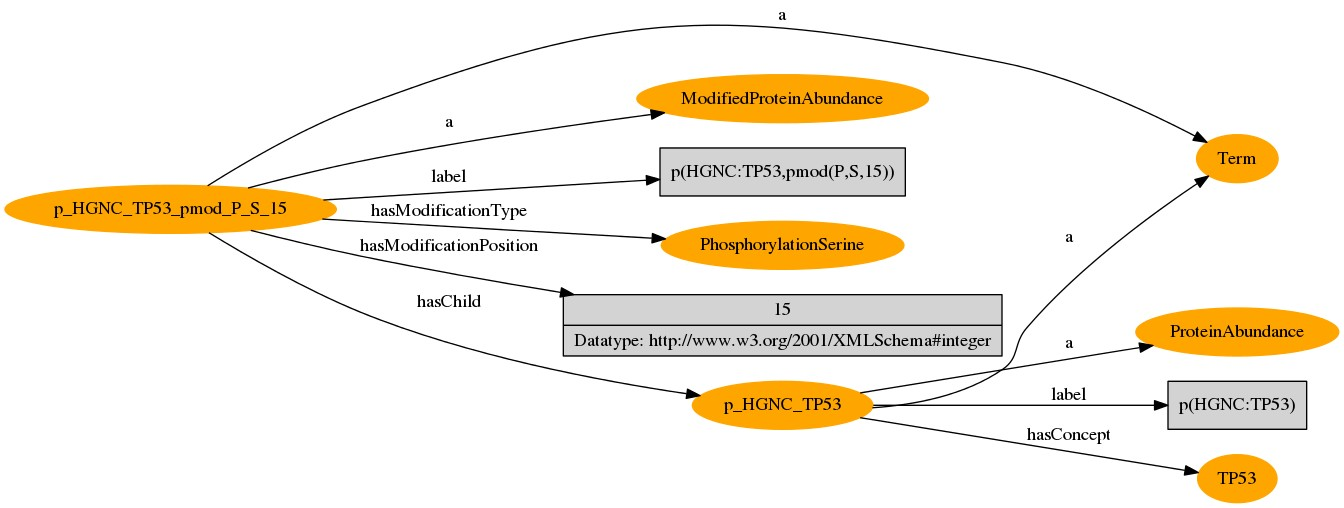 a
ModifiedProteinAbundance
a
p(HGNC:TP53,pmod(P,S,15))
Term
label
p_HGNC_TP53_pmod_P_S_15
hasModificationType
PhosphorylationSerine
a
hasModificationPosition
hasChild
15
Datatype: http://www.w3.org/2001/XMLSchema#integer
ProteinAbundance
a
label
p_HGNC_TP53
p(HGNC:TP53)
hasConcept
TP53